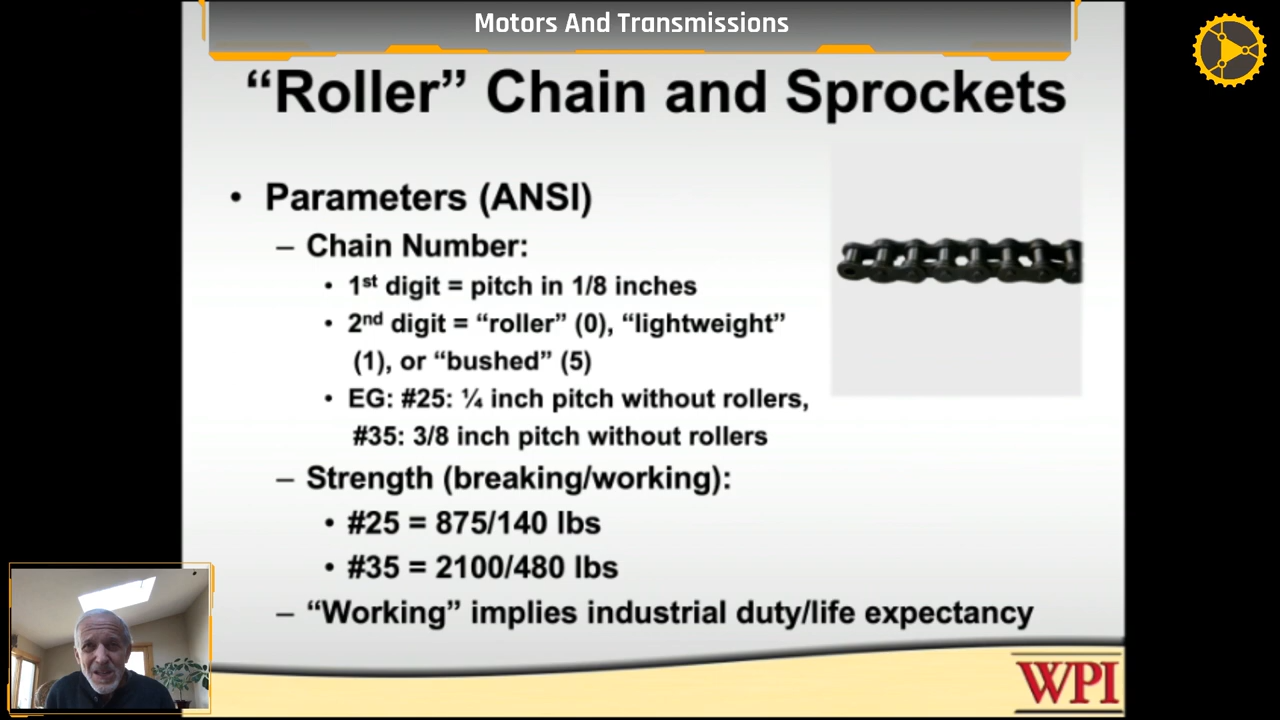 Motors And Transmissions
“Roller” Chain and Sprockets
• Parameters (ANSI)
– Chain Number:
• 1st digit = pitch in 1/8 inches
• 2nd digit = “roller” (0), “lightweight”
(1), or “bushed” (5)
• EG: #25: ¼ inch pitch without rollers,
#35: 3/8 inch pitch without rollers
– Strength (breaking/working):
• #25 = 875/140 lbs
• #35 = 2100/480 lbs
– “Working” implies industrial duty/life expectancy
WPI